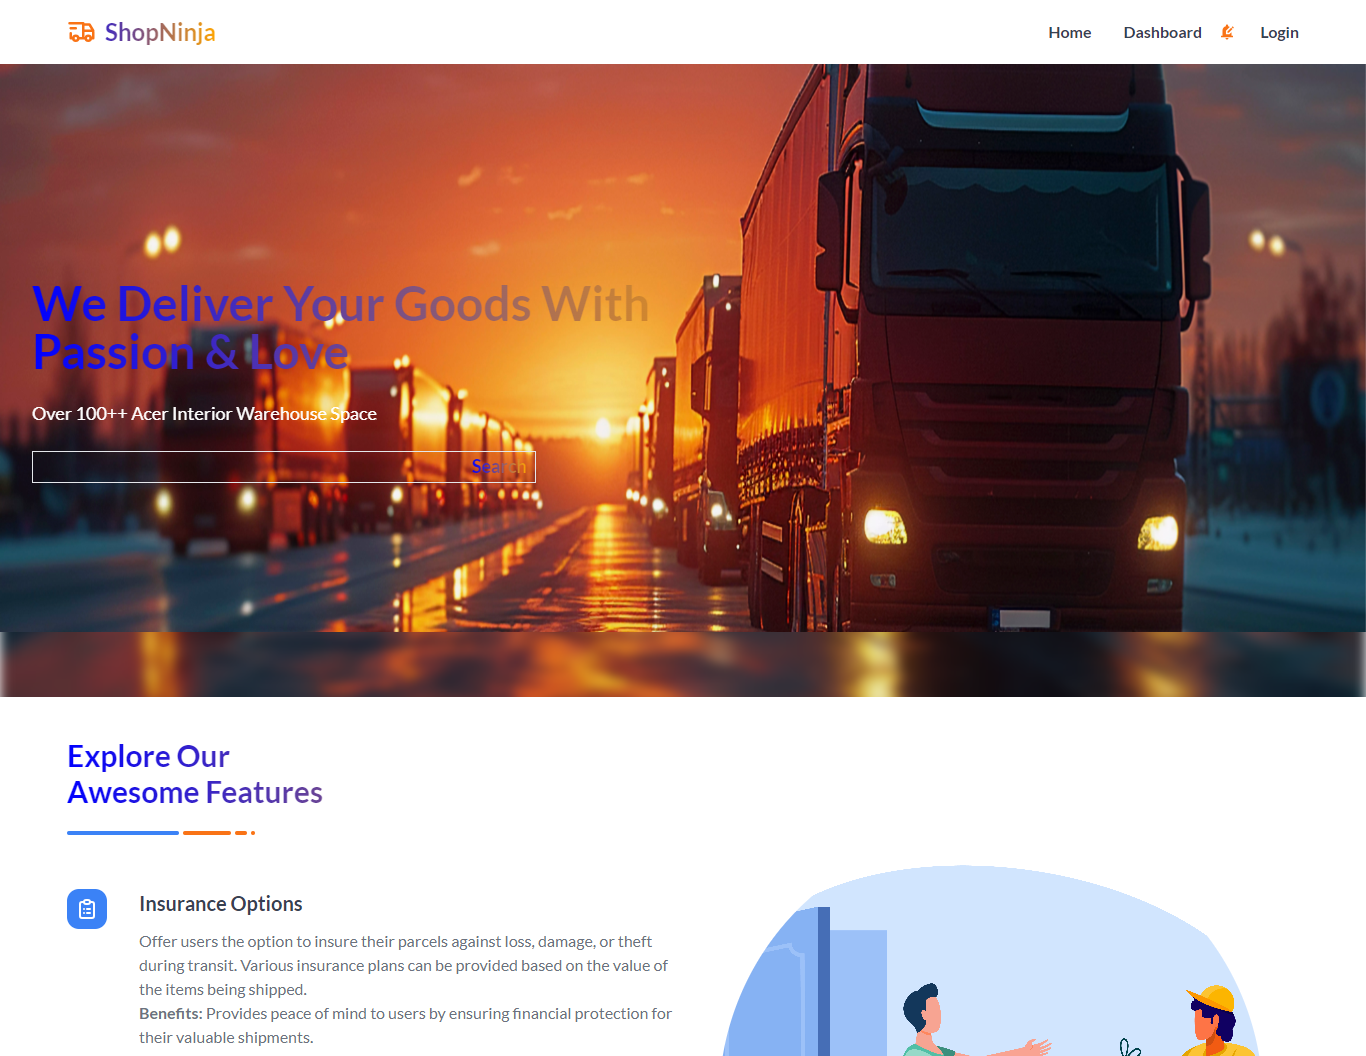 ShopNinja
Home Dashboard Login
We Deliver Your Goods With
Passion & Love
Over 100++ Acer Interior Warehouse Space
Search
Explore Our
Awesome Features
Insurance Options
Offer users the option to insure their parcels against loss, damage, or theft
during transit. Various insurance plans can be provided based on the value of
the items being shipped.
Benefits: Provides peace of mind to users by ensuring financial protection for
their valuable shipments.